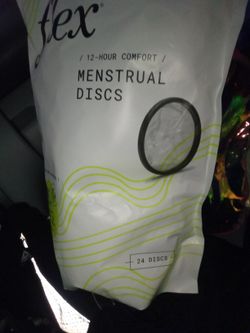 flex
/ 12-HOUR COMFORT /
MENSTRUAL
DISCS
24 DISCS